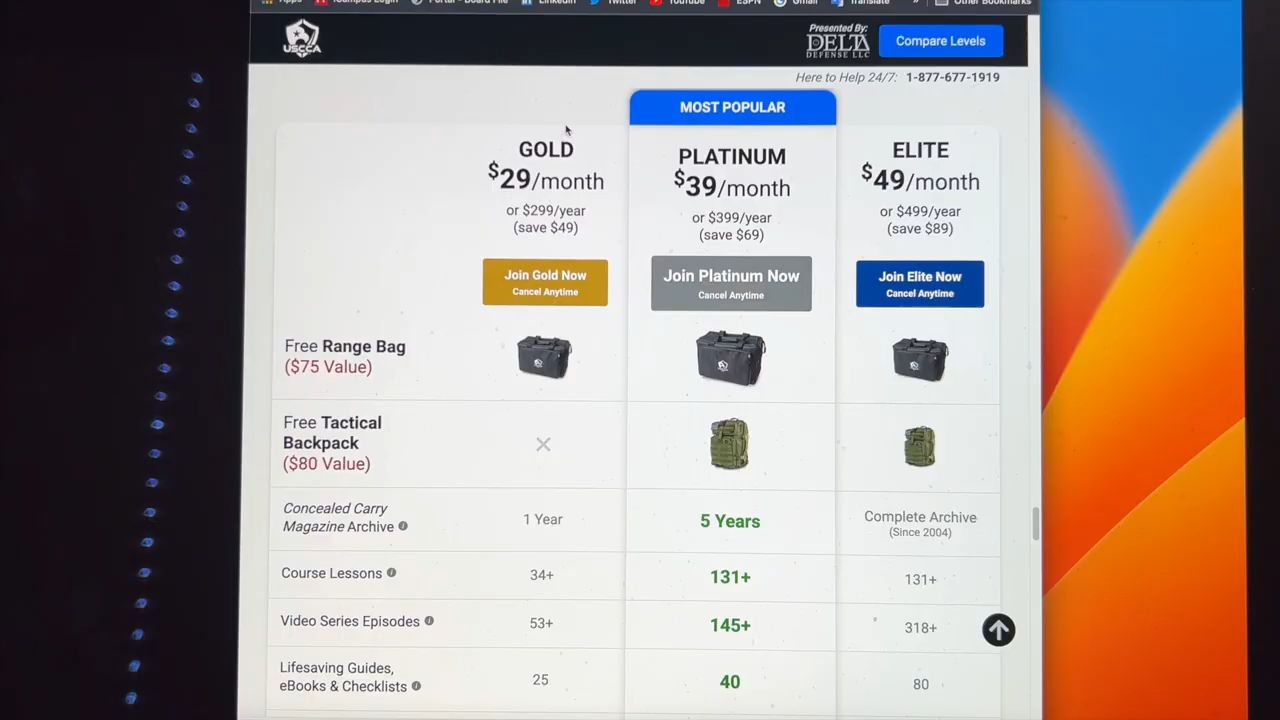 Apps
iCampus Login
Portal - Board File
LinkedIn
Twitter
YouTube
ESPN
Gmail
Translate
»
Other Bookmarks
USCCA
Presented By:
DELTA
DEFENSE LLC
Compare Levels
Here to Help 24/7: 1-877-677-1919
MOST POPULAR
GOLD
$29/month
or $299/year
(save $49)
Join Gold Now
Cancel Anytime
PLATINUM
$39/month
or $399/year
(save $69)
Join Platinum Now
Cancel Anytime
ELITE
$49/month
or $499/year
(save $89)
Join Elite Now
Cancel Anytime
Free Range Bag
($75 Value)
Free Tactical
Backpack
($80 Value)
Concealed Carry
Magazine Archive
1 Year
5 Years
Complete Archive
(Since 2004)
Course Lessons
34+
131+
131+
Video Series Episodes
53+
145+
318+
Lifesaving Guides,
eBooks & Checklists
25
40
80